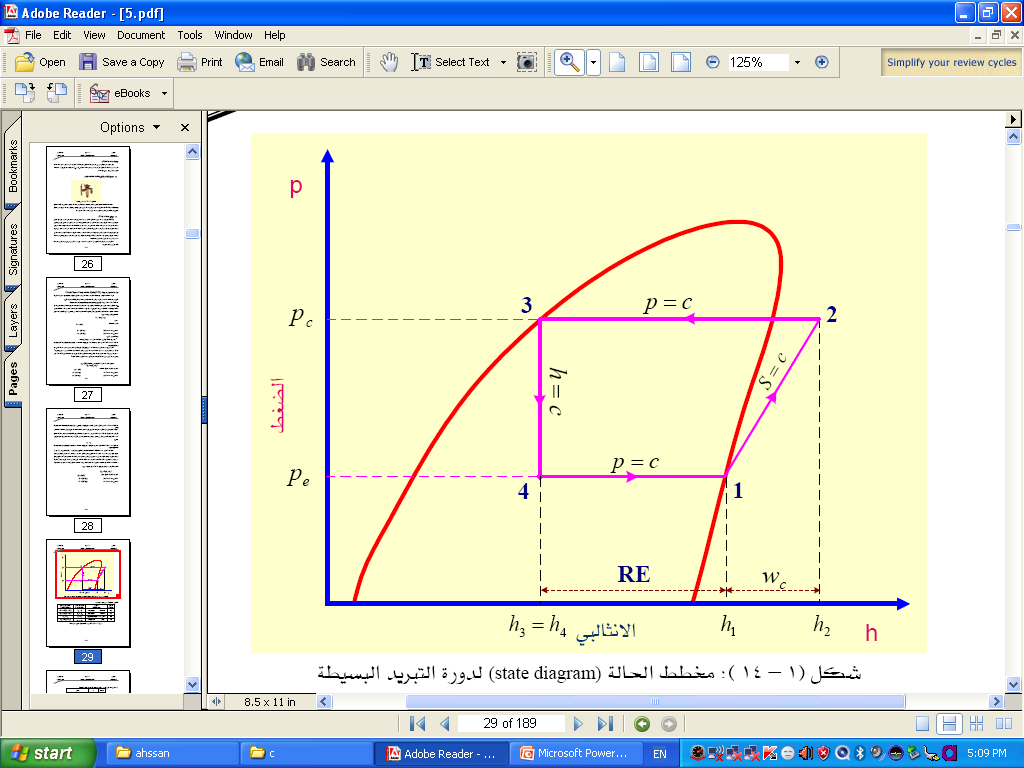 Adobe Reader - [5.pdf]
File Edit View Document Tools Window Help
Open Save a Copy Print Email Search Select Text 125% Simplify your review cycles
eBooks
Options
Bookmarks
Signatures
Layers
Pages
26
27
28
29
p
p_c
p_e
الضغط
3
p = c
2
h = c
S = c
p = c
4
1
RE
w_c
h_3 = h_4
h_1
h_2
الانثالبي
h
شكل (١ – ١٤): مخطط الحالة (state diagram) لدورة التبريد البسيطة
8.5 x 11 in
29 of 189
start ahssan c Adobe Reader - ... Microsoft Power... EN 5:09 PM